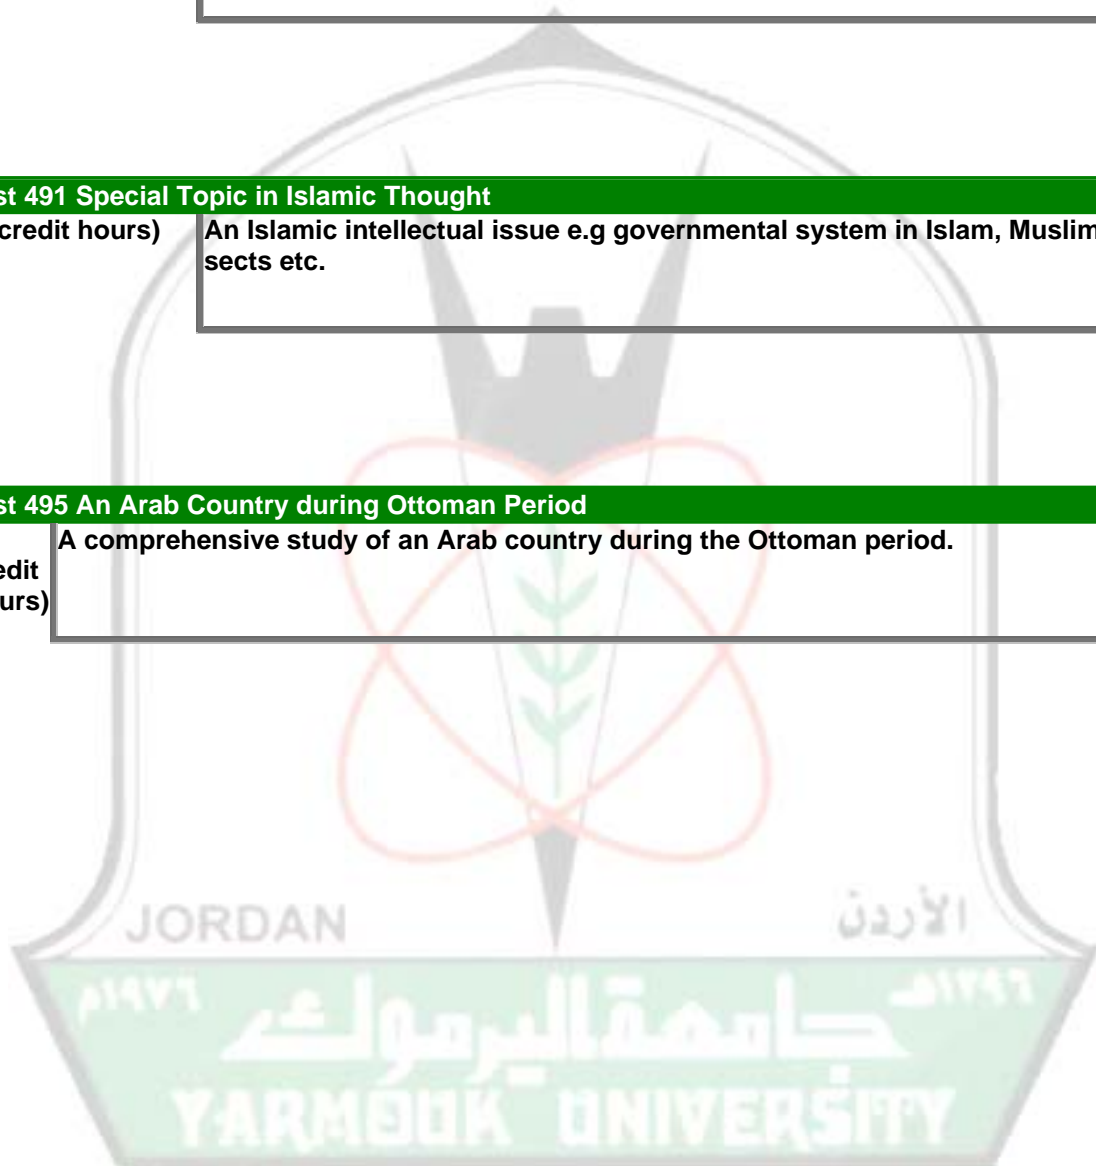 st 491 Special Topic in Islamic Thought
credit hours)
An Islamic intellectual issue e.g governmental system in Islam, Muslim
sects etc.
st 495 An Arab Country during Ottoman Period
A comprehensive study of an Arab country during the Ottoman period.
edit
urs)
JORDAN
الأردن
١٩٧٦م
١٣٩٦هـ
جامعة اليرموك
YARMOUK UNIVERSITY